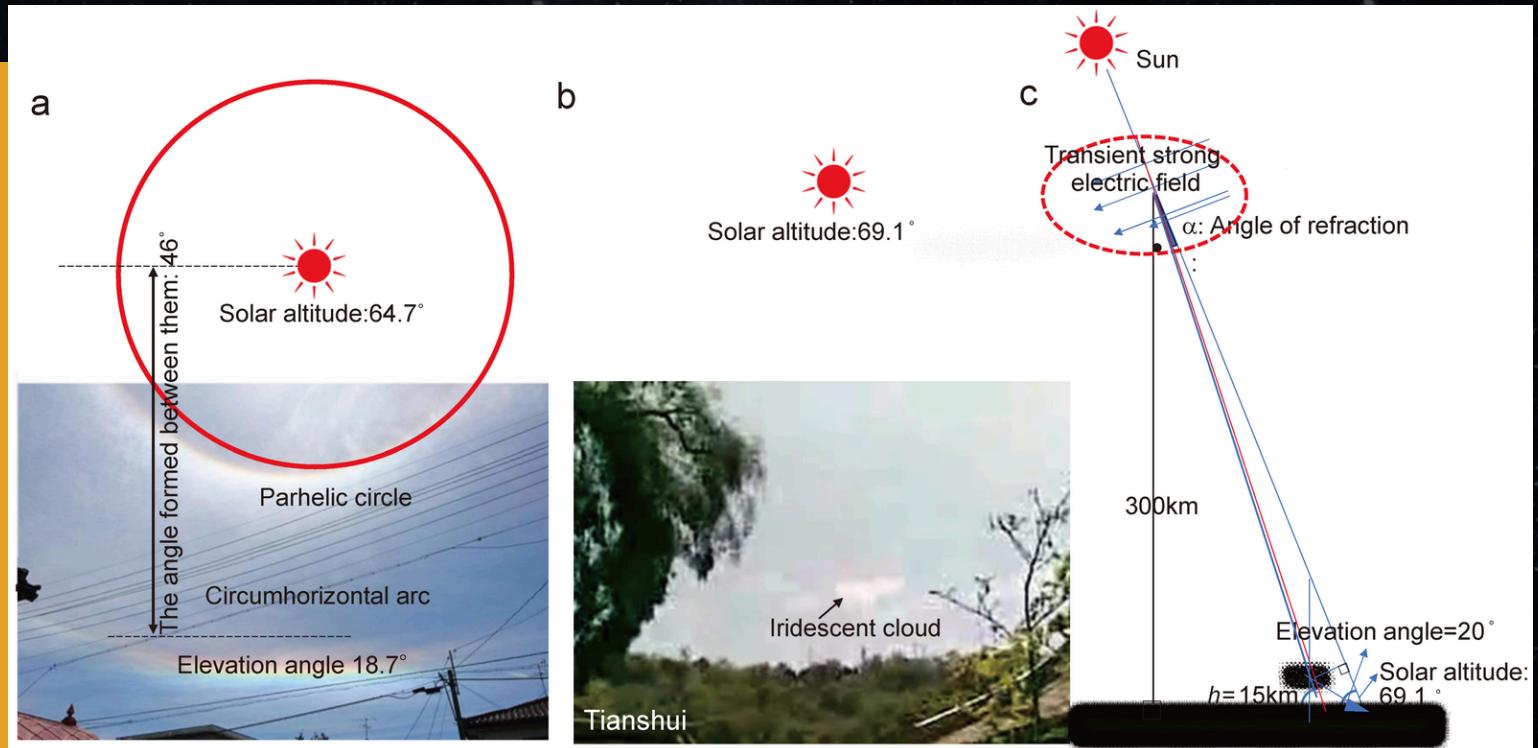 a
The angle formed between them: 46°
Solar altitude:64.7°
Parhelic circle
Circumhorizontal arc
Elevation angle 18.7°
b
Solar altitude:69.1°
Iridescent cloud
Tianshui
c
Sun
Transient strong
electric field
α: Angle of refraction
300km
Elevation angle=20°
h=15km
Solar altitude:
69.1°